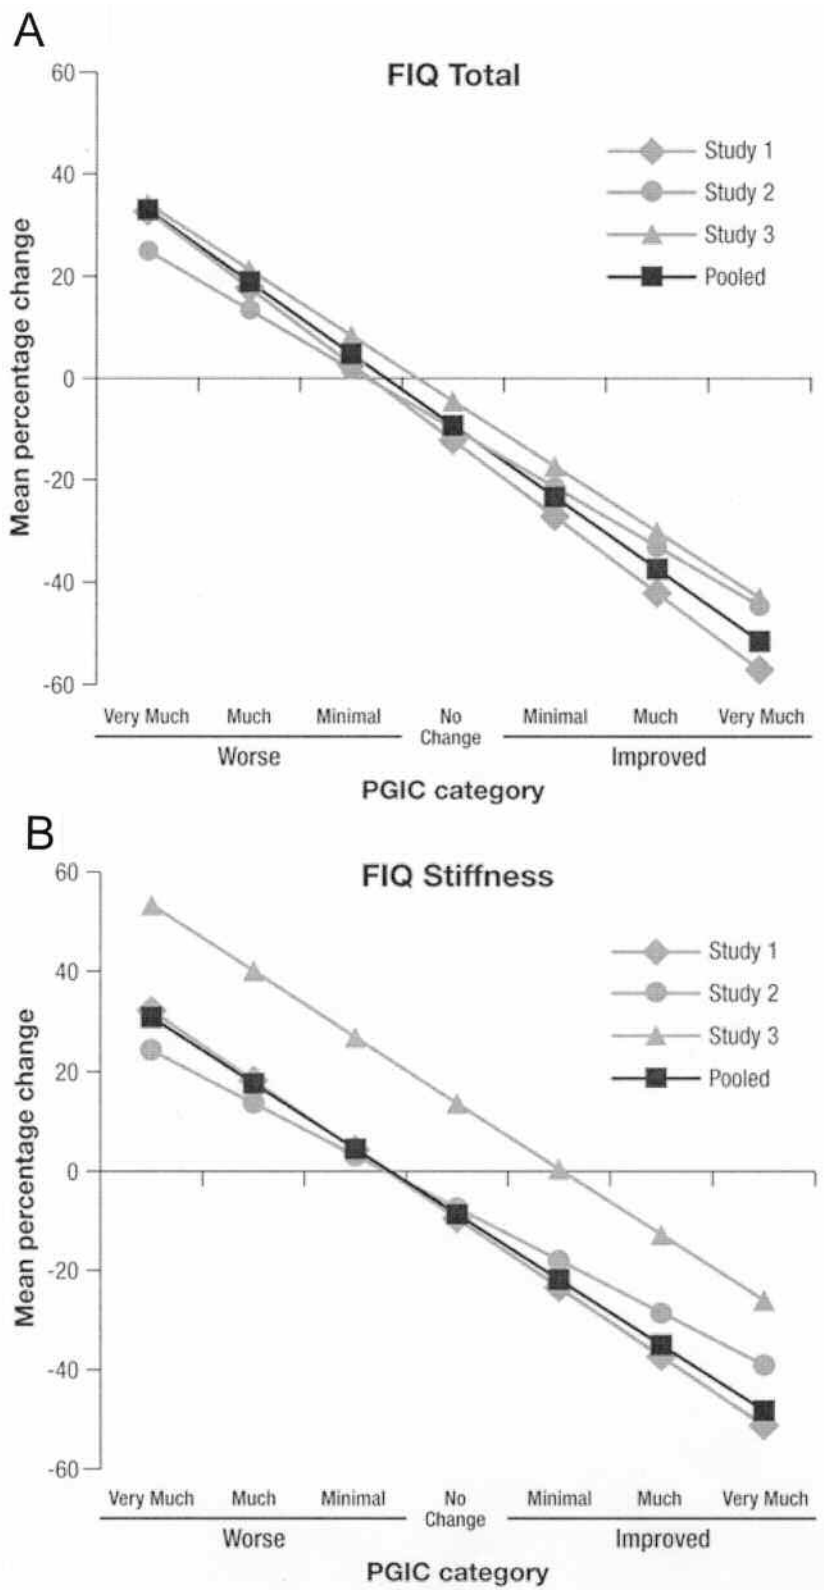 A
FIQ Total
60
40
20
0
-20
-40
-60
Mean percentage change
Study 1
Study 2
Study 3
Pooled
Very Much Much Minimal No Change Minimal Much Very Much
Worse Improved
PGIC category
B
FIQ Stiffness
60
40
20
0
-20
-40
-60
Mean percentage change
Study 1
Study 2
Study 3
Pooled
Very Much Much Minimal No Change Minimal Much Very Much
Worse Improved
PGIC category